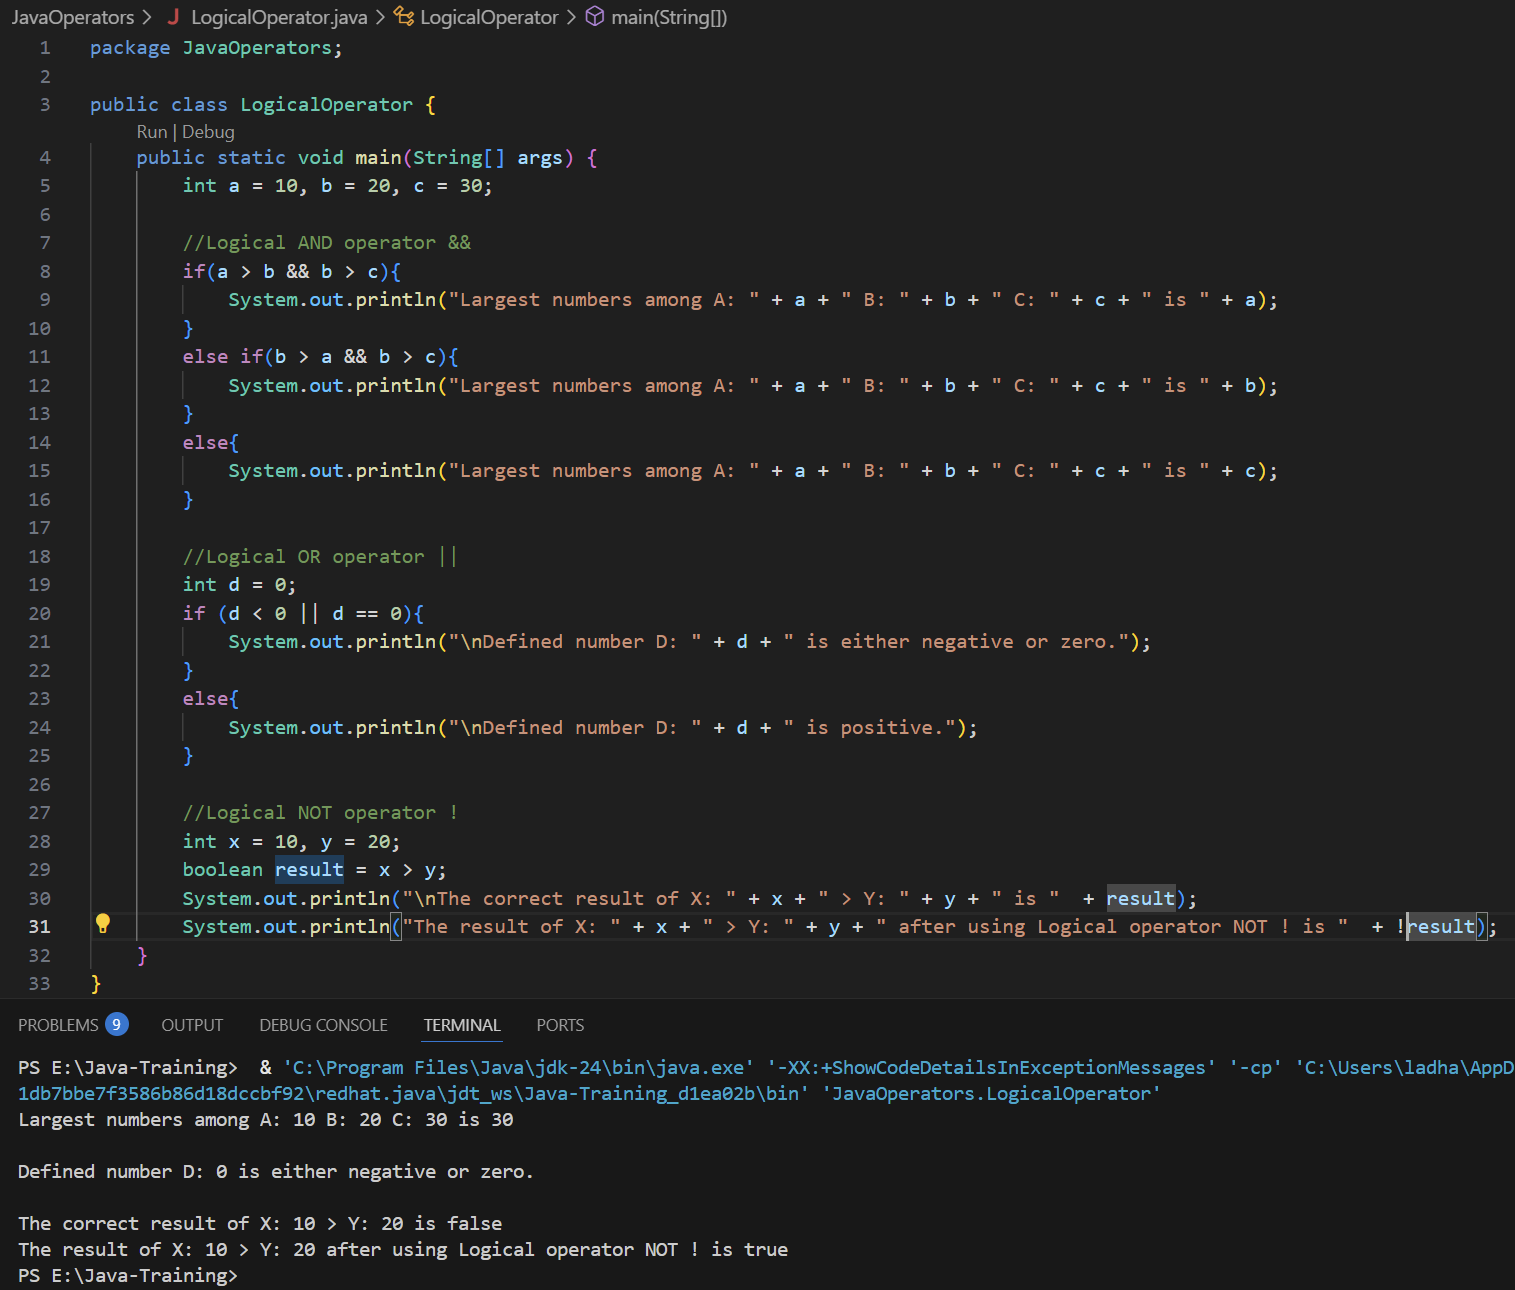 JavaOperators > J LogicalOperator.java > LogicalOperator > main(String[])
1 package JavaOperators;
2
3 public class LogicalOperator {
Run | Debug
4 public static void main(String[] args) {
5 int a = 10, b = 20, c = 30;
6
7 //Logical AND operator &&
8 if(a > b && b > c){
9 System.out.println("Largest numbers among A: " + a + " B: " + b + " C: " + c + " is " + a);
10 }
11 else if(b > a && b > c){
12 System.out.println("Largest numbers among A: " + a + " B: " + b + " C: " + c + " is " + b);
13 }
14 else{
15 System.out.println("Largest numbers among A: " + a + " B: " + b + " C: " + c + " is " + c);
16 }
17
18 //Logical OR operator ||
19 int d = 0;
20 if (d < 0 || d == 0){
21 System.out.println("\nDefined number D: " + d + " is either negative or zero.");
22 }
23 else{
24 System.out.println("\nDefined number D: " + d + " is positive.");
25 }
26
27 //Logical NOT operator !
28 int x = 10, y = 20;
29 boolean result = x > y;
30 System.out.println("\nThe correct result of X: " + x + " > Y: " + y + " is "  + result);
31 System.out.println("The result of X: " + x + " > Y: " + y + " after using Logical operator NOT ! is "  + !result);
32 }
33 }
PROBLEMS 9 OUTPUT DEBUG CONSOLE TERMINAL PORTS
PS E:\Java-Training>  & 'C:\Program Files\Java\jdk-24\bin\java.exe' '-XX:+ShowCodeDetailsInExceptionMessages' '-cp' 'C:\Users\ladha\AppD
1db7bbe7f3586b86d18dccbf92\redhat.java\jdt_ws\Java-Training_d1ea02b\bin' 'JavaOperators.LogicalOperator'
Largest numbers among A: 10 B: 20 C: 30 is 30
Defined number D: 0 is either negative or zero.
The correct result of X: 10 > Y: 20 is false
The result of X: 10 > Y: 20 after using Logical operator NOT ! is true
PS E:\Java-Training>